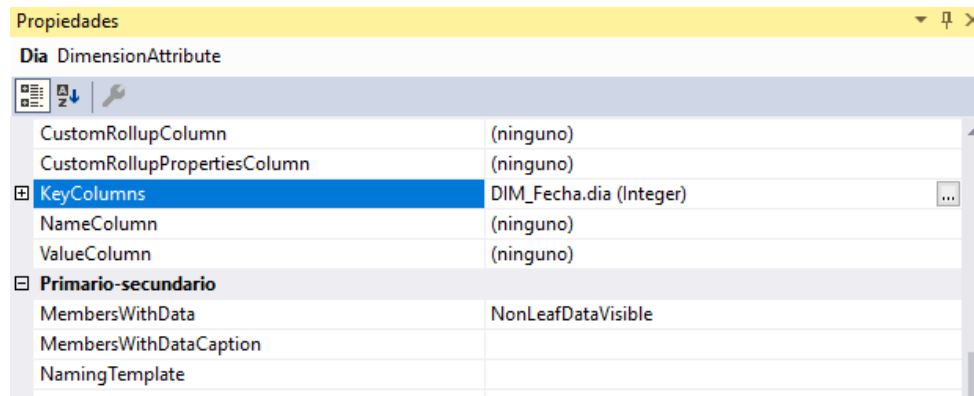 Propiedades
Dia DimensionAttribute
CustomRollupColumn (ninguno)
CustomRollupPropertiesColumn (ninguno)
KeyColumns DIM_Fecha.dia (Integer) ...
NameColumn (ninguno)
ValueColumn (ninguno)
Primario-secundario
MembersWithData NonLeafDataVisible
MembersWithDataCaption
NamingTemplate